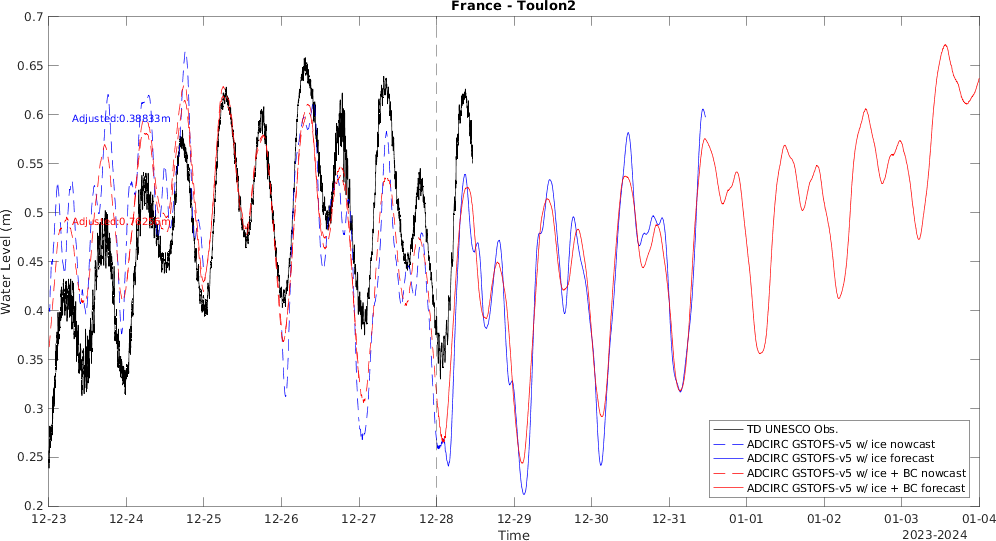 France - Toulon2
Water Level (m)
0.7
0.65
0.6
0.55
0.5
0.45
0.4
0.35
0.3
0.25
0.2
Adjusted:0.38833m
TD UNESCO Obs.
ADCIRC GSTOFS-v5 w/ ice nowcast
ADCIRC GSTOFS-v5 w/ ice forecast
ADCIRC GSTOFS-v5 w/ ice + BC nowcast
ADCIRC GSTOFS-v5 w/ ice + BC forecast
12-23 12-24 12-25 12-26 12-27 12-28 12-29 12-30 12-31 01-01 01-02 01-03 01-04
Time
2023-2024